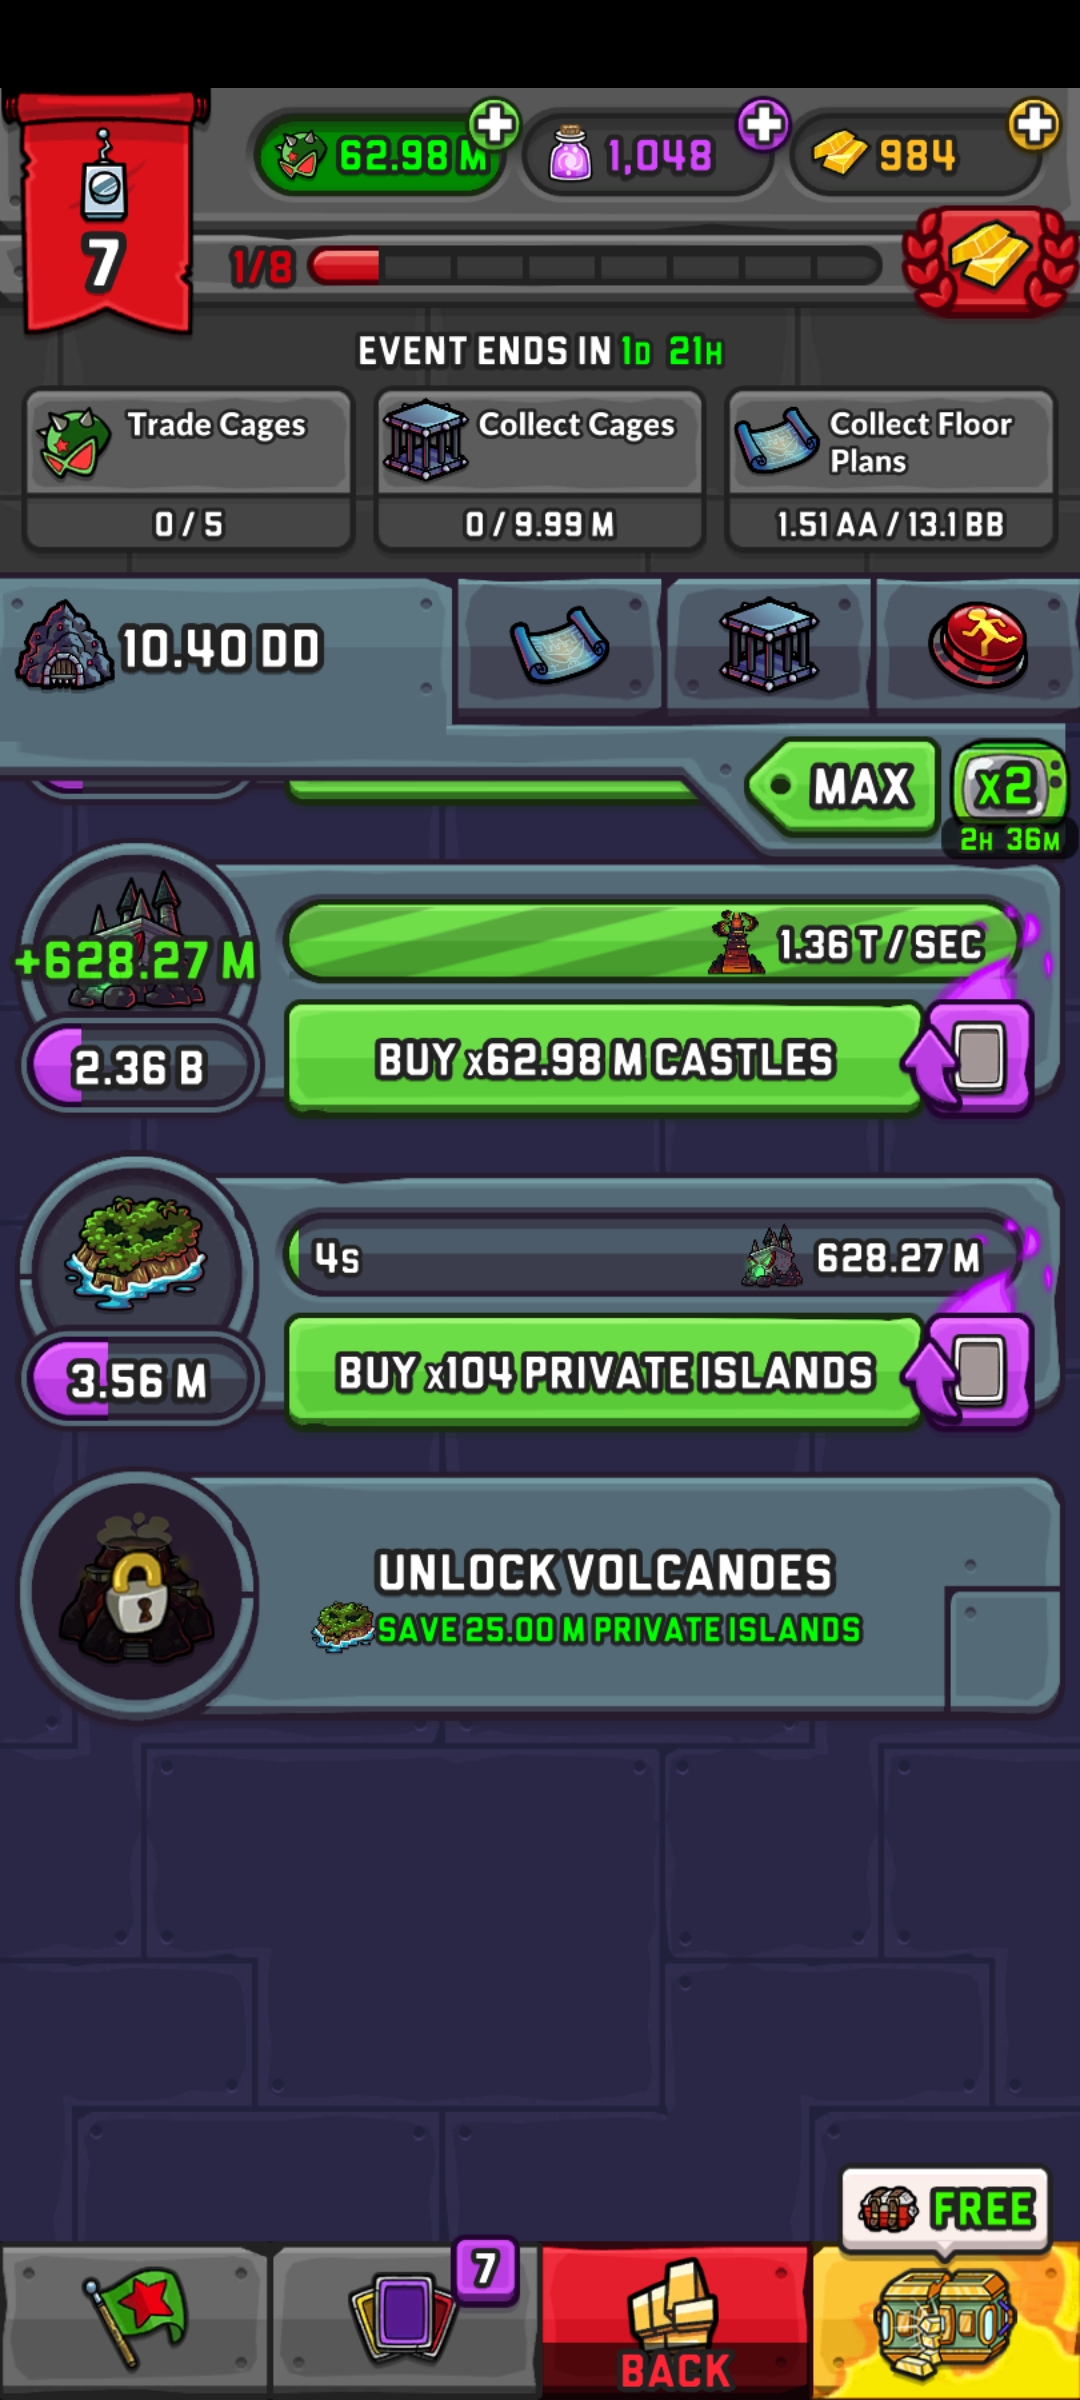 62.98 M
1,048
984
7
1/8
EVENT ENDS IN 1D 21H
Trade Cages
0 / 5
Collect Cages
0 / 9.99 M
Collect Floor
Plans
1.51 AA / 13.1 BB
10.40 DD
MAX
x2
2H 36M
+628.27 M
1.36 T / SEC
2.36 B
BUY x62.98 M CASTLES
4s
628.27 M
3.56 M
BUY x104 PRIVATE ISLANDS
UNLOCK VOLCANOES
SAVE 25.00 M PRIVATE ISLANDS
FREE
7
BACK